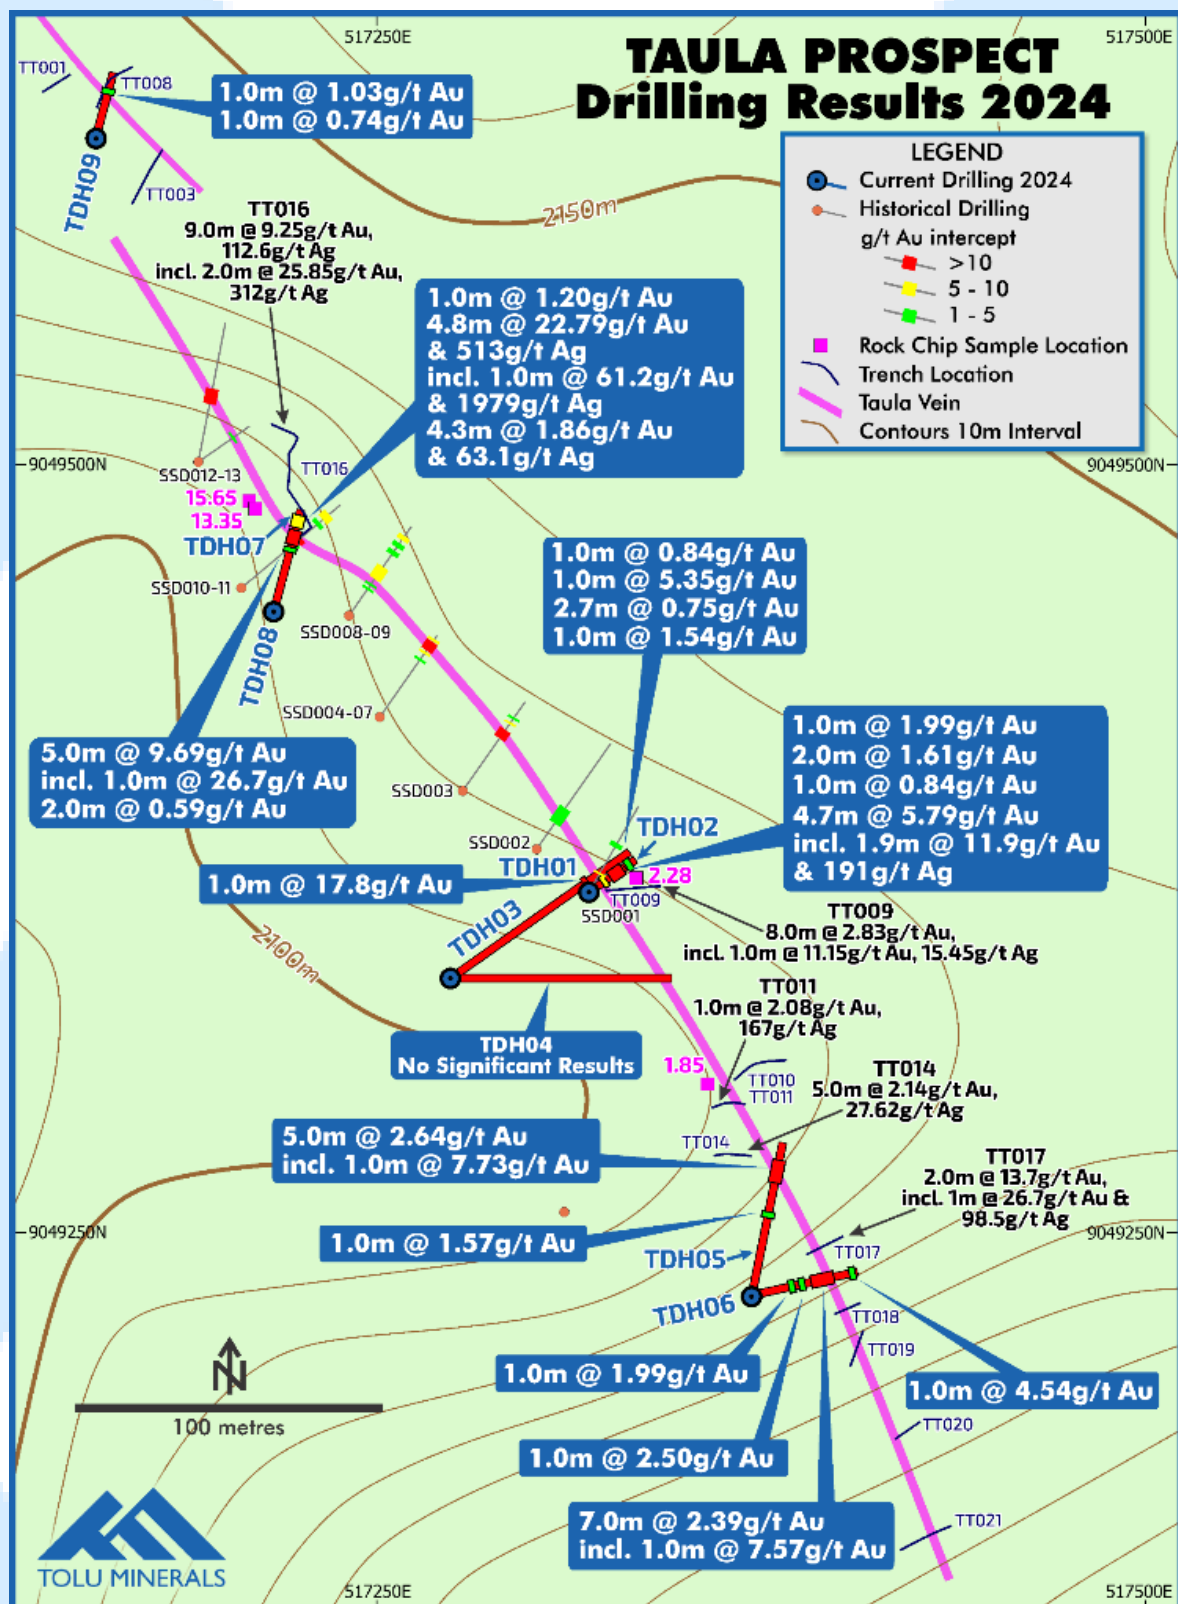 517250E
517500E
TAULA PROSPECT
Drilling Results 2024
TT001
TT008
1.0m @ 1.03g/t Au
1.0m @ 0.74g/t Au
TDH09
TT003
LEGEND
Current Drilling 2024
Historical Drilling
g/t Au intercept
>10
5 - 10
1 - 5
Rock Chip Sample Location
Trench Location
Taula Vein
Contours 10m Interval
2150m
TT016
9.0m @ 9.25g/t Au,
112.6g/t Ag
incl. 2.0m @ 25.85g/t Au,
312g/t Ag
1.0m @ 1.20g/t Au
4.8m @ 22.79g/t Au
& 513g/t Ag
incl. 1.0m @ 61.2g/t Au
& 1979g/t Ag
4.3m @ 1.86g/t Au
& 63.1g/t Ag
9049500N
9049500N
SSD012-13
TT016
15.65
13.35
TDH07
SSD010-11
SSD008-09
TDH08
1.0m @ 0.84g/t Au
1.0m @ 5.35g/t Au
2.7m @ 0.75g/t Au
1.0m @ 1.54g/t Au
SSD004-07
5.0m @ 9.69g/t Au
incl. 1.0m @ 26.7g/t Au
2.0m @ 0.59g/t Au
1.0m @ 1.99g/t Au
2.0m @ 1.61g/t Au
1.0m @ 0.84g/t Au
4.7m @ 5.79g/t Au
incl. 1.9m @ 11.9g/t Au
& 191g/t Ag
SSD003
SSD002
TDH02
TDH01
1.0m @ 17.8g/t Au
2.28
TT009
SSD001
TDH03
TT009
8.0m @ 2.83g/t Au,
incl. 1.0m @ 11.15g/t Au, 15.45g/t Ag
2100m
TT011
1.0m @ 2.08g/t Au,
167g/t Ag
TDH04
No Significant Results
1.85
TT010
TT011
TT014
5.0m @ 2.14g/t Au,
27.62g/t Ag
5.0m @ 2.64g/t Au
incl. 1.0m @ 7.73g/t Au
TT014
TT017
2.0m @ 13.7g/t Au,
incl. 1m @ 26.7g/t Au &
98.5g/t Ag
9049250N
9049250N
1.0m @ 1.57g/t Au
TDH05
TT017
TDH06
TT018
TT019
1.0m @ 1.99g/t Au
1.0m @ 4.54g/t Au
N
100 metres
TT020
1.0m @ 2.50g/t Au
7.0m @ 2.39g/t Au
incl. 1.0m @ 7.57g/t Au
TT021
TOLU MINERALS
517250E
517500E